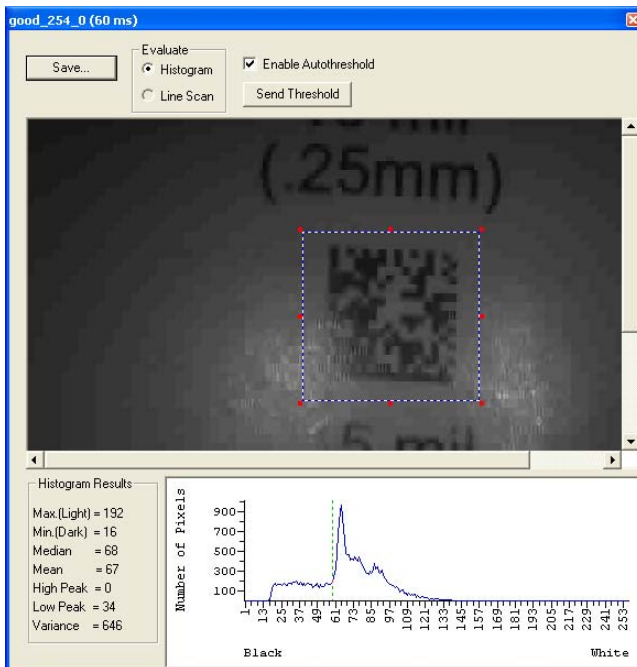 good_254_0 (60 ms)
Save...
Evaluate
Histogram
Line Scan
Enable Autothreshold
Send Threshold
(.25mm)
5 mil
Histogram Results
Max.(Light) = 192
Min.(Dark) = 16
Median = 68
Mean = 67
High Peak = 0
Low Peak = 34
Variance = 646
Number of Pixels
900
700
500
300
100
1 13 25 37 49 61 73 85 97 109 121 133 145 157 169 181 193 205 217 229 241 253
Black White